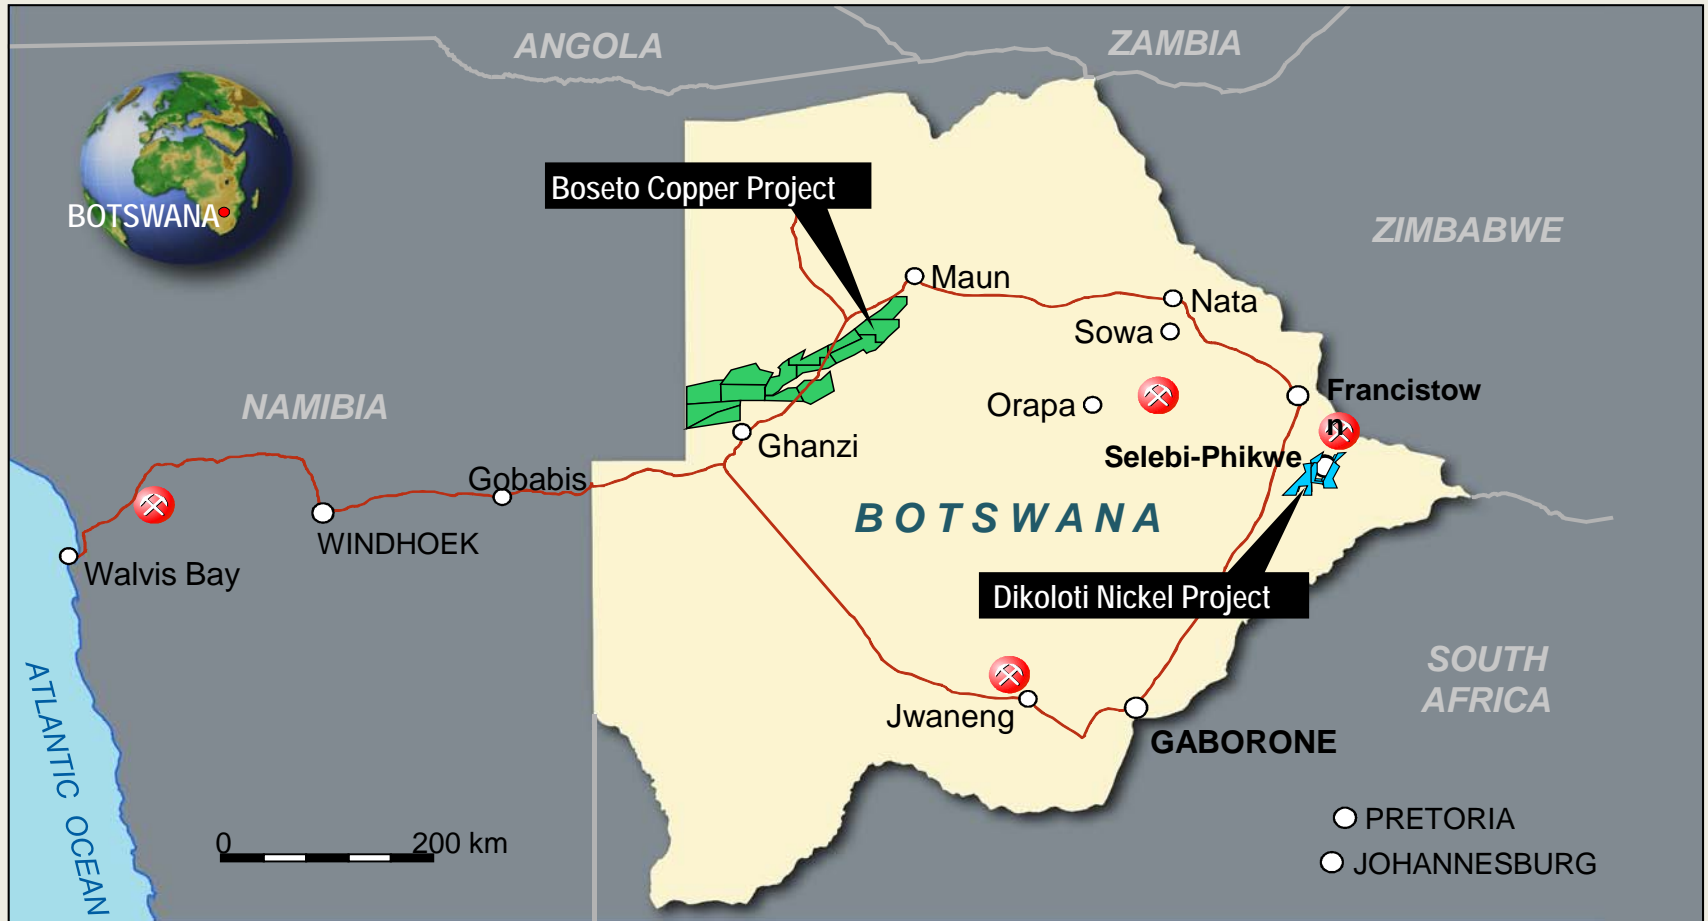 ANGOLA
ZAMBIA
Boseto Copper Project
BOTSWANA
ZIMBABWE
Maun
Nata
Sowa
NAMIBIA
Orapa
Francistow
n
Ghanzi
Selebi-Phikwe
Gobabis
BOTSWANA
WINDHOEK
Walvis Bay
Dikoloti Nickel Project
SOUTH
AFRICA
ATLANTIC OCEAN
Jwaneng
GABORONE
PRETORIA
0 200 km
JOHANNESBURG